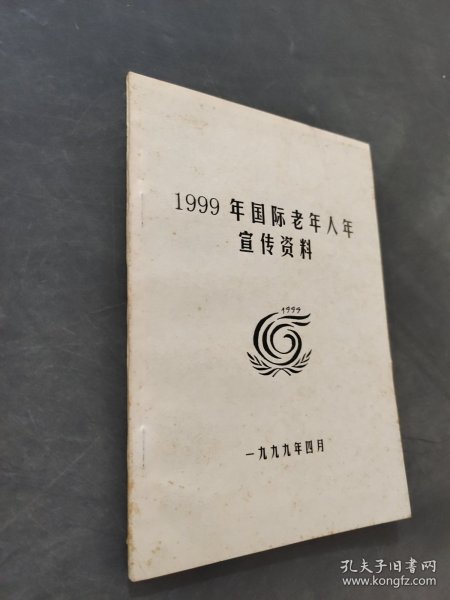 1999年国际老年人年
宣传资料
1999
一九九九年四月
孔夫子旧书网
www.kongfz.com